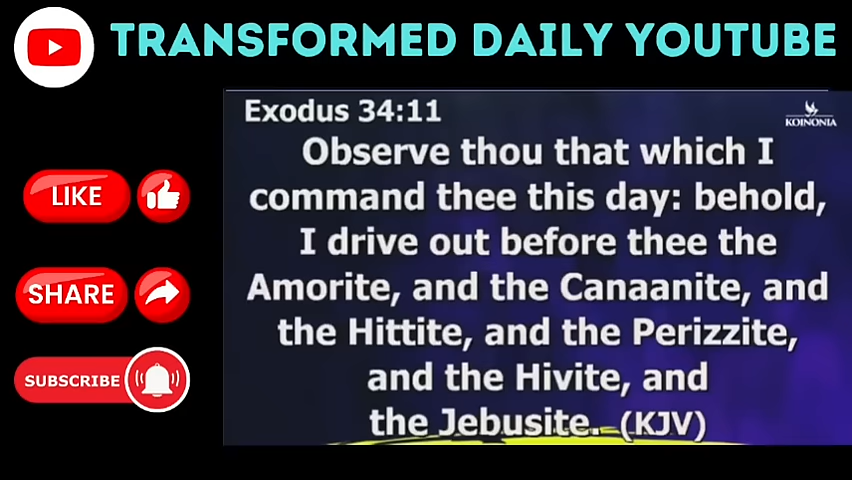 TRANSFORMED DAILY YOUTUBE
Exodus 34:11
KOINONIA
Observe thou that which I
command thee this day: behold,
I drive out before thee the
Amorite, and the Canaanite, and
the Hittite, and the Perizzite,
and the Hivite, and
the Jebusite. (KJV)
LIKE
SHARE
SUBSCRIBE